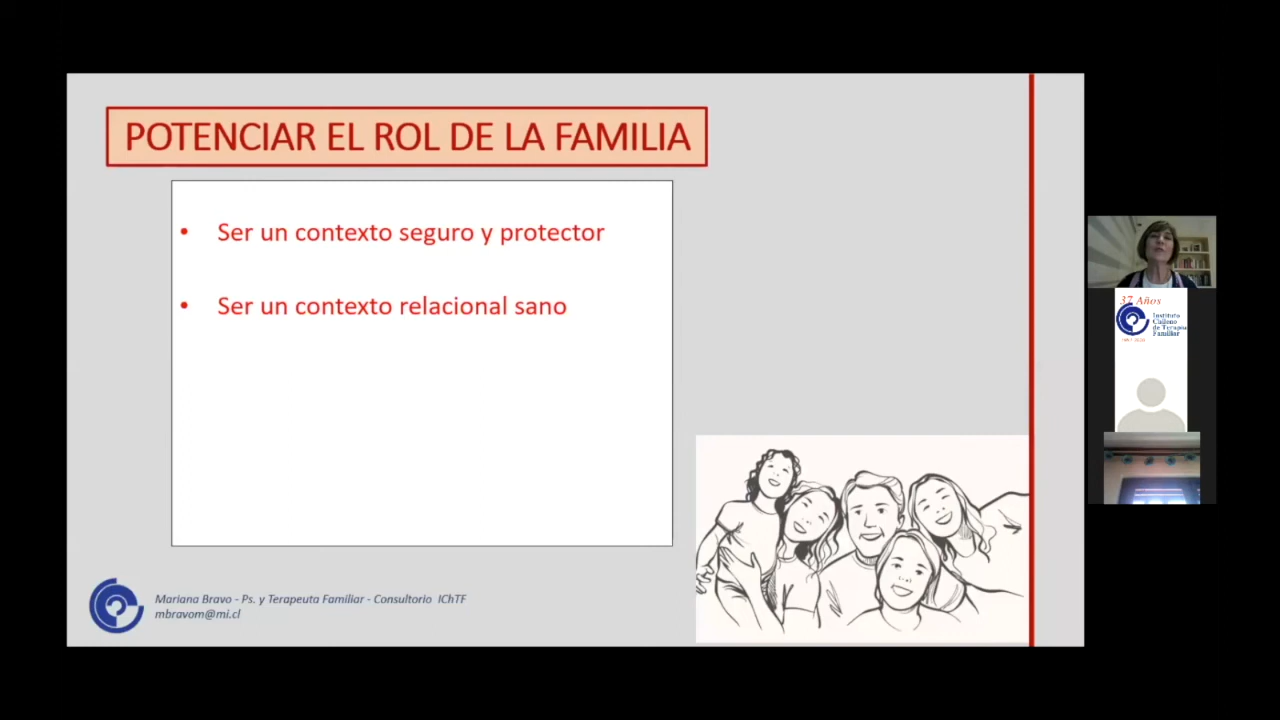 POTENCIAR EL ROL DE LA FAMILIA
• Ser un contexto seguro y protector
• Ser un contexto relacional sano
Mariana Bravo - Ps. y Terapeuta Familiar - Consultorio IChTF
mbravom@mi.cl
37 Años
Instituto
Chileno
de Terapia
Familiar